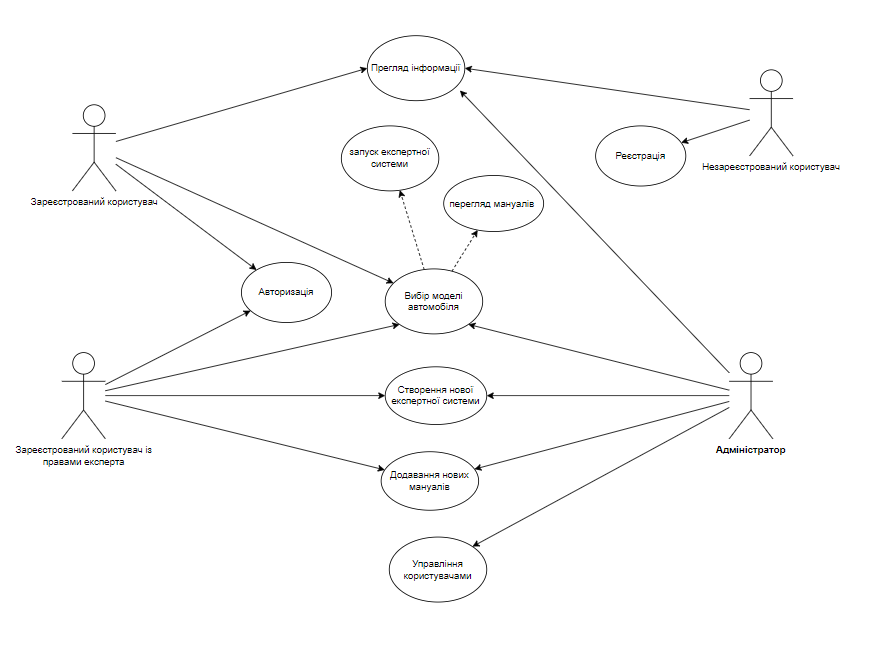 Прегляд інформації
запуск експертної
системи
Реєстрація
Незареєстрований користувач
Зареєстрований користувач
перегляд мануалів
Авторизація
Вибір моделі
автомобіля
Створення нової
експертної системи
Зареєстрований користувач із
правами експерта
Адміністратор
Додавання нових
мануалів
Управління
користувачами